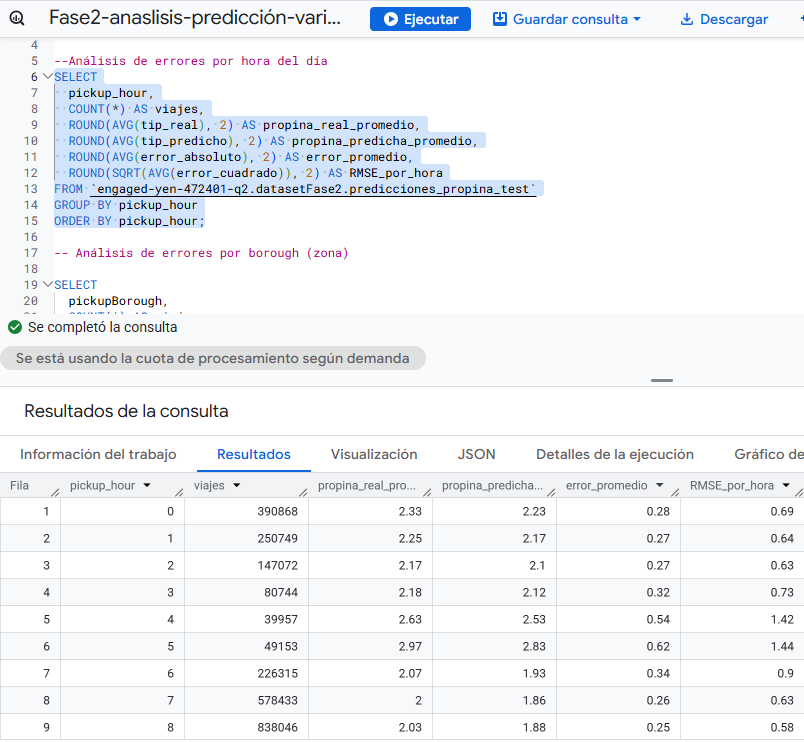 Fase2-anaslisis-predicción-vari... Ejecutar Guardar consulta Descargar
4
5 --Análisis de errores por hora del día
6 SELECT
7 pickup_hour,
8 COUNT(*) AS viajes,
9 ROUND(AVG(tip_real), 2) AS propina_real_promedio,
10 ROUND(AVG(tip_predicho), 2) AS propina_predicha_promedio,
11 ROUND(AVG(error_absoluto), 2) AS error_promedio,
12 ROUND(SQRT(AVG(error_cuadrado)), 2) AS RMSE_por_hora
13 FROM `engaged-yen-472401-q2.datasetFase2.predicciones_propina_test`
14 GROUP BY pickup_hour
15 ORDER BY pickup_hour;
16
17 -- Análisis de errores por borough (zona)
18
19 SELECT
20 pickupBorough,
Se completó la consulta
Se está usando la cuota de procesamiento según demanda
Resultados de la consulta
Información del trabajo Resultados Visualización JSON Detalles de la ejecución Gráfico de
Fila pickup_hour viajes propina_real_pro... propina_predicha... error_promedio RMSE_por_hora
1 0 390868 2.33 2.23 0.28 0.69
2 1 250749 2.25 2.17 0.27 0.64
3 2 147072 2.17 2.1 0.27 0.63
4 3 80744 2.18 2.12 0.32 0.73
5 4 39957 2.63 2.53 0.54 1.42
6 5 49153 2.97 2.83 0.62 1.44
7 6 226315 2.07 1.93 0.34 0.9
8 7 578433 2 1.86 0.26 0.63
9 8 838046 2.03 1.88 0.25 0.58